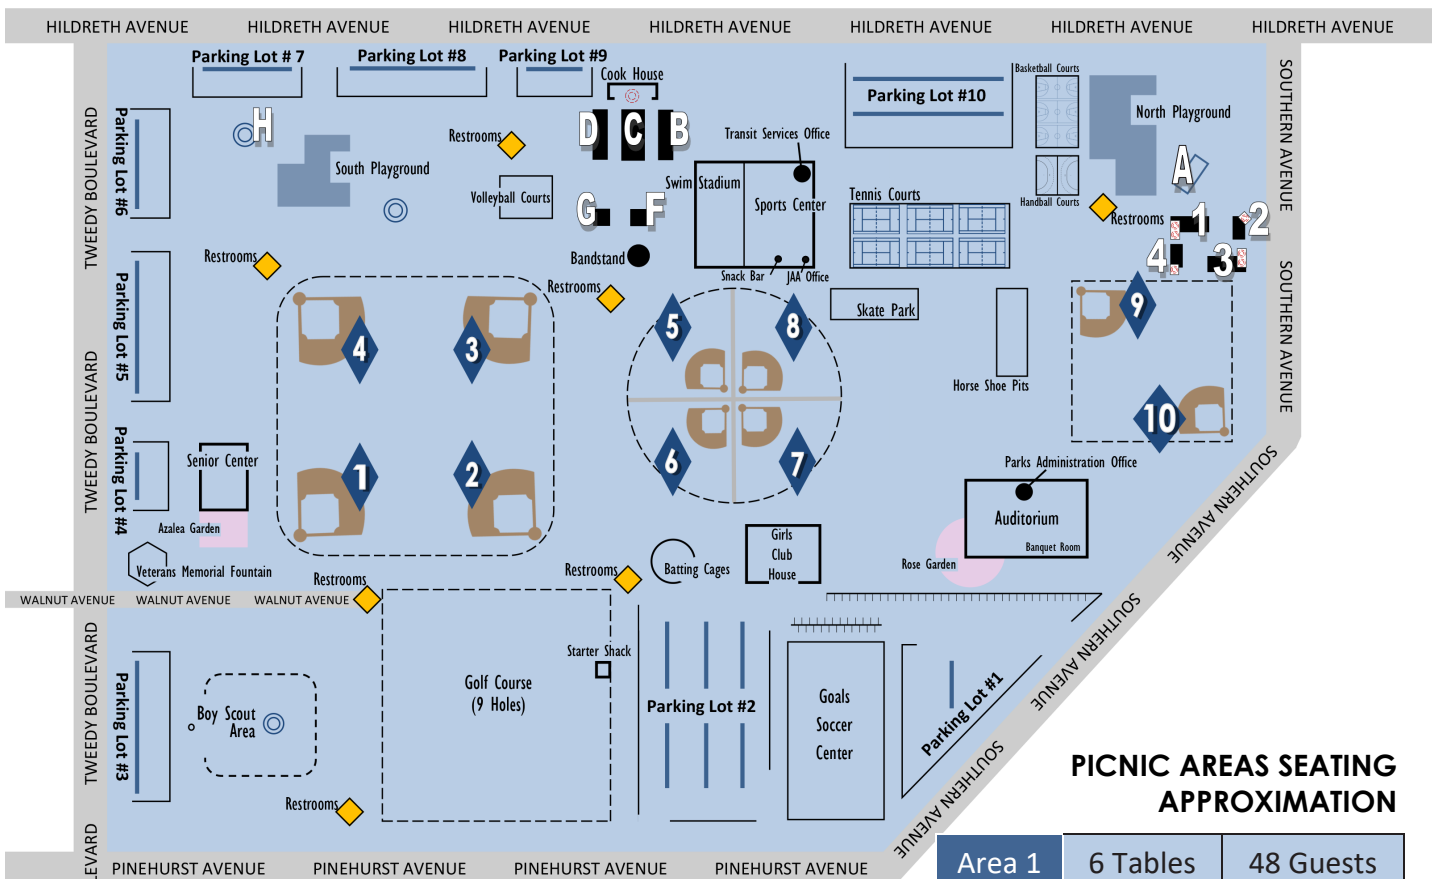 HILDRETH AVENUE HILDRETH AVENUE HILDRETH AVENUE HILDRETH AVENUE HILDRETH AVENUE HILDRETH AVENUE HILDRETH AVENUE
Parking Lot # 7
Parking Lot #8
Parking Lot #9
Cook House
Parking Lot #10
Basketball Courts
North Playground
SOUTHERN AVENUE
TWEEDY BOULEVARD
Parking Lot #6
H
South Playground
Restrooms
D
C
B
Transit Services Office
Swim Stadium
Sports Center
Volleyball Courts
G
F
Bandstand
Snack Bar
JAA Office
Tennis Courts
Handball Courts
A
Restrooms
1
2
4
3
SOUTHERN AVENUE
Restrooms
Restrooms
TWEEDY BOULEVARD
Parking Lot #5
4
3
5
8
Skate Park
Horse Shoe Pits
9
10
1
2
6
7
Parking Lot #4
Senior Center
Azalea Garden
Veterans Memorial Fountain
Parks Administration Office
Auditorium
Banquet Room
Rose Garden
SOUTHERN AVENUE
Girls
Club
House
Batting Cages
Restrooms
Restrooms
WALNUT AVENUE WALNUT AVENUE WALNUT AVENUE
SOUTHERN AVENUE
TWEEDY BOULEVARD
Parking Lot #3
Boy Scout
Area
Restrooms
Golf Course
(9 Holes)
Starter Shack
Parking Lot #2
Goals
Soccer
Center
Parking Lot #1
SOUTHERN AVENUE
EVARD
PINEHURST AVENUE PINEHURST AVENUE PINEHURST AVENUE PINEHURST AVENUE
PICNIC AREAS SEATING
APPROXIMATION
Area 1 6 Tables 48 Guests